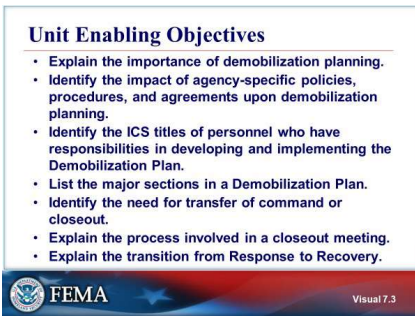 Unit Enabling Objectives
• Explain the importance of demobilization planning.
• Identify the impact of agency-specific policies,
procedures, and agreements upon demobilization
planning.
• Identify the ICS titles of personnel who have
responsibilities in developing and implementing the
Demobilization Plan.
• List the major sections in a Demobilization Plan.
• Identify the need for transfer of command or
closeout.
• Explain the process involved in a closeout meeting.
• Explain the transition from Response to Recovery.
FEMA
Visual 7.3